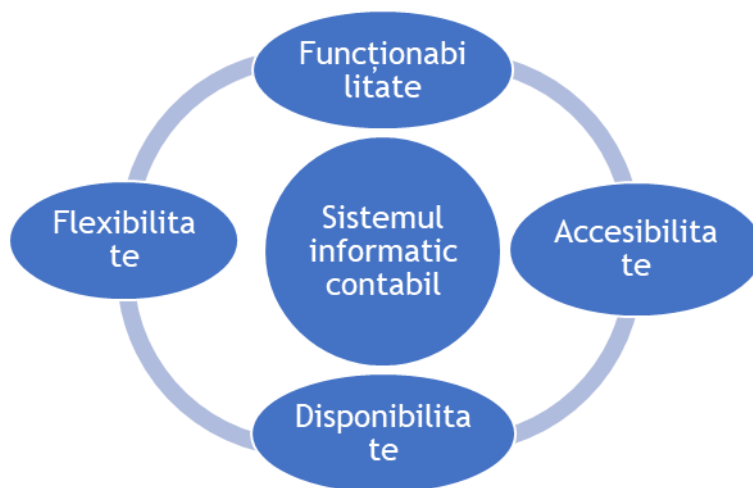 Funcționabi
litate
Flexibilita
te
Sistemul
informatic
contabil
Accesibilita
te
Disponibilita
te